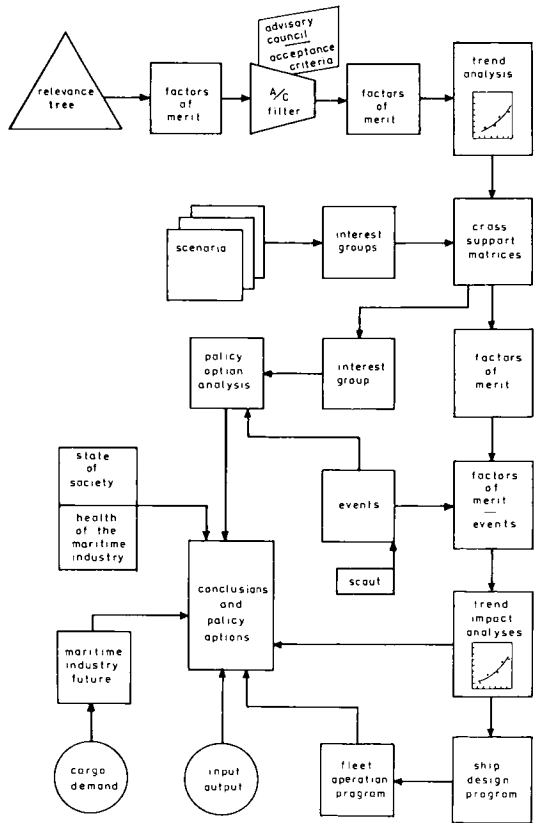 advisory
council
acceptance
criteria
relevance
tree
factors
of
merit
A/C
filter
factors
of
merit
trend
analysis
scenario
interest
groups
cross
support
matrices
policy
option
analysis
interest
group
factors
of
merit
state
of
society
health
of the
maritime
industry
events
factors
of
merit
events
scout
conclusions
and
policy
options
trend
impact
analyses
maritime
industry
future
cargo
demand
input
output
fleet
operation
program
ship
design
program